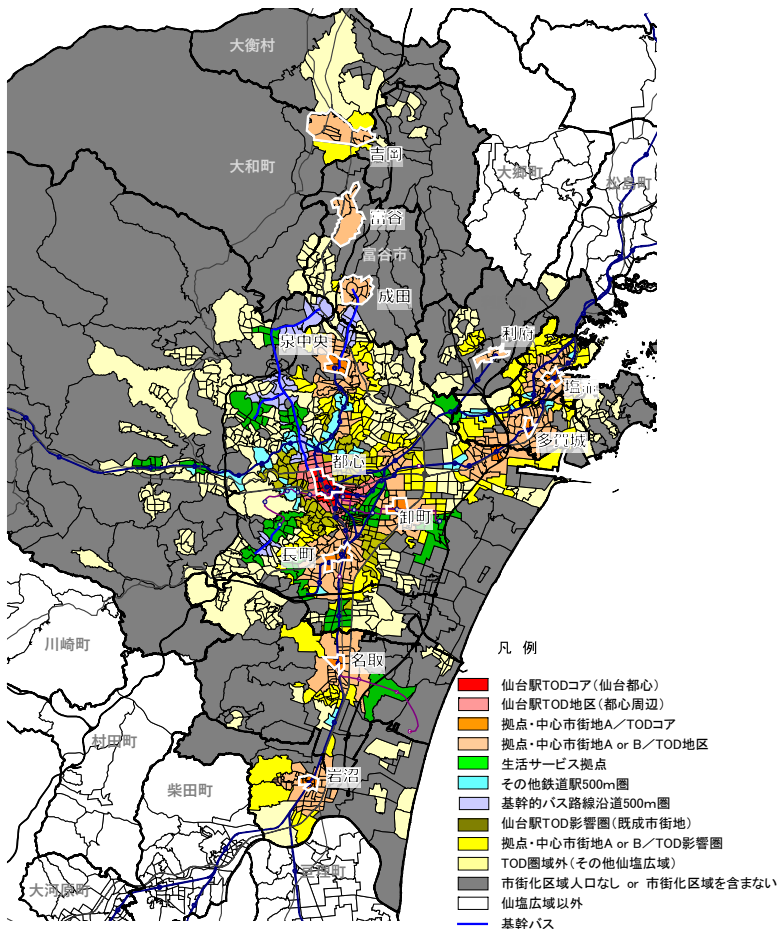 大衡村
吉岡
大和町
大郷町
松島町
富谷
富谷市
成田
利府
泉中央
塩釜
多賀城
都心
卸町
長町
川崎町
名取
村田町
岩沼
柴田町
大河原町
亘理町
凡 例
仙台駅TODコア(仙台都心)
仙台駅TOD地区(都心周辺)
拠点・中心市街地A/TODコア
拠点・中心市街地A or B/TOD地区
生活サービス拠点
その他鉄道駅500m圏
基幹的バス路線沿道500m圏
仙台駅TOD影響圏(既成市街地)
拠点・中心市街地A or B/TOD影響圏
TOD圏域外(その他仙塩広域)
市街化区域人口なし or 市街化区域を含まない
仙塩広域以外
基幹バス